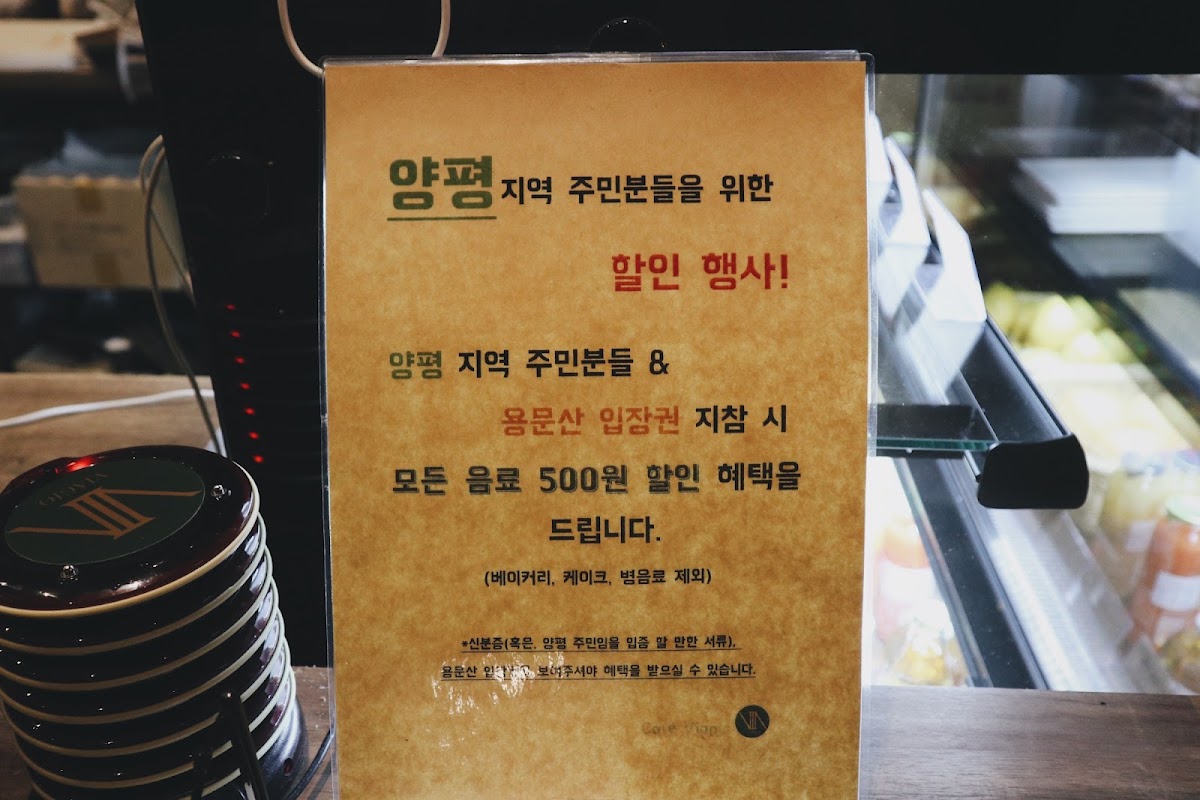 양평 지역 주민분들을 위한
할인 행사!
양평 지역 주민분들 &
용문산 입장권 지참 시
모든 음료 500원 할인 혜택을
드립니다.
(베이커리, 케이크, 병음료 제외)
*신분증(혹은, 양평 주민임을 입증 할 만한 서류),
용문산 보여주셔야 혜택을 받으실 수 있습니다.
Cafe